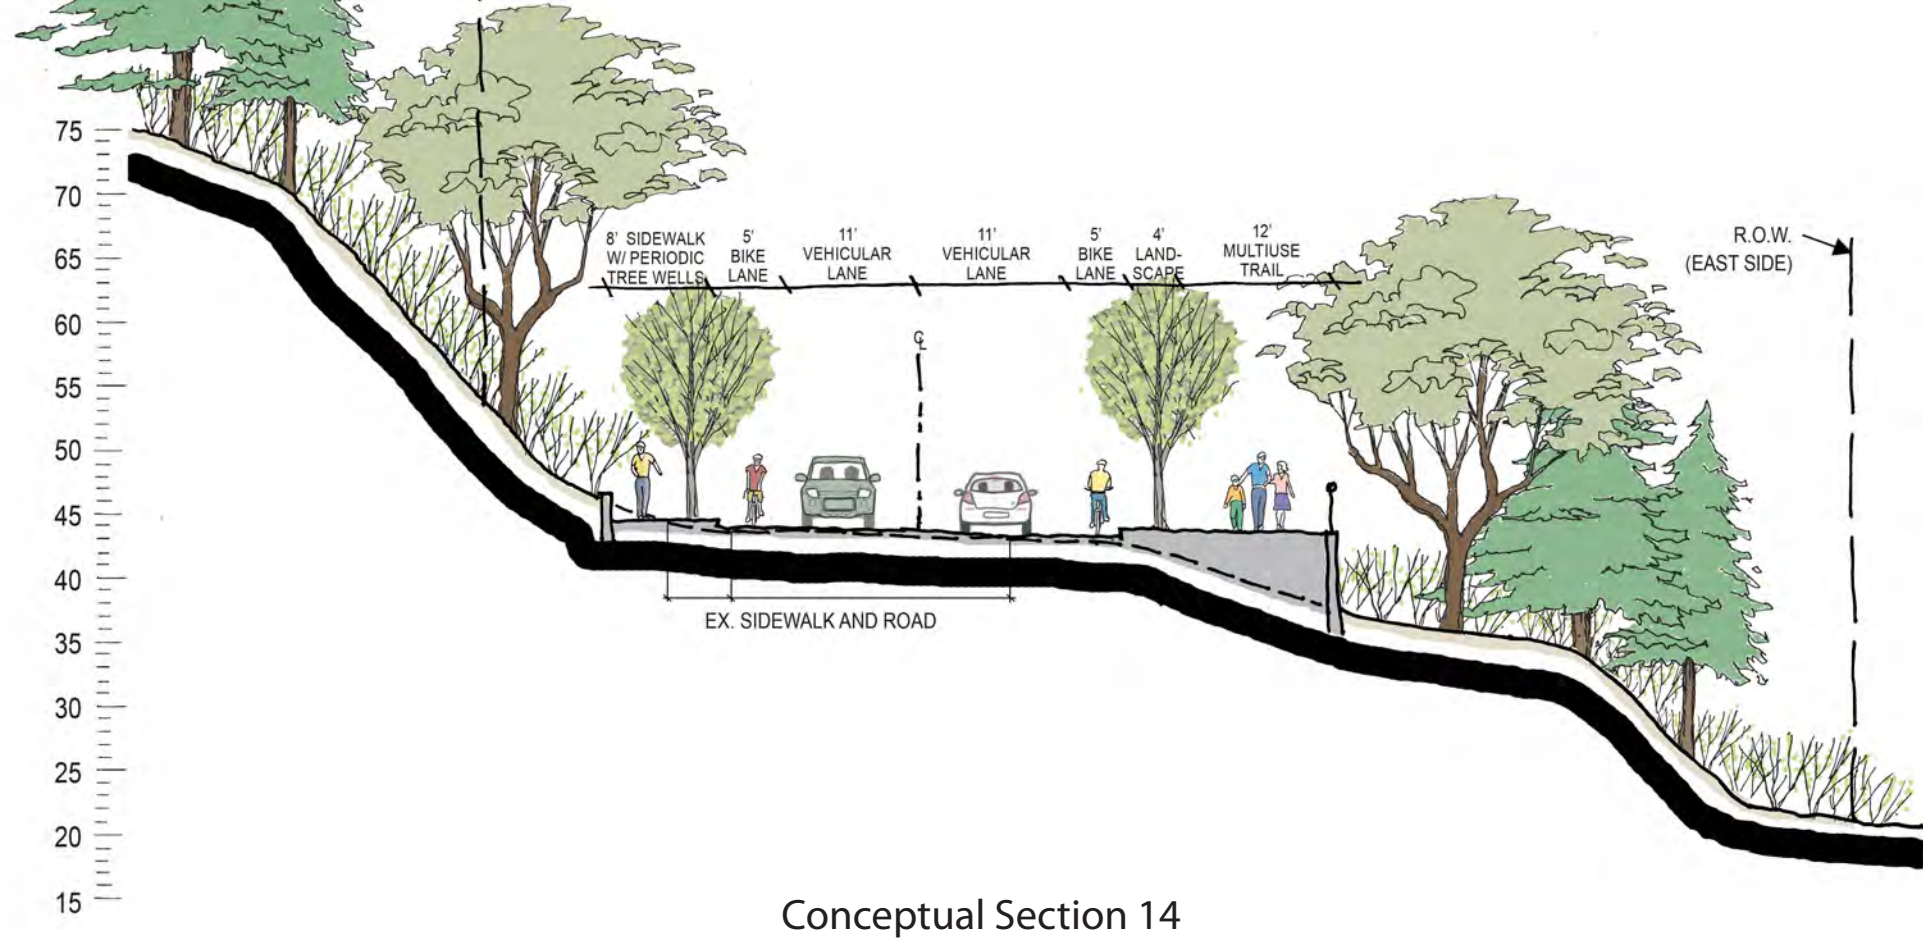 75
70
65
60
55
50
45
40
35
30
25
20
15
8' SIDEWALK
W/ PERIODIC
TREE WELLS
5'
BIKE
LANE
11'
VEHICULAR
LANE
11'
VEHICULAR
LANE
5'
BIKE
LANE
4'
LAND-
SCAPE
12'
MULTIUSE
TRAIL
R.O.W.
(EAST SIDE)
CL
EX. SIDEWALK AND ROAD
Conceptual Section 14